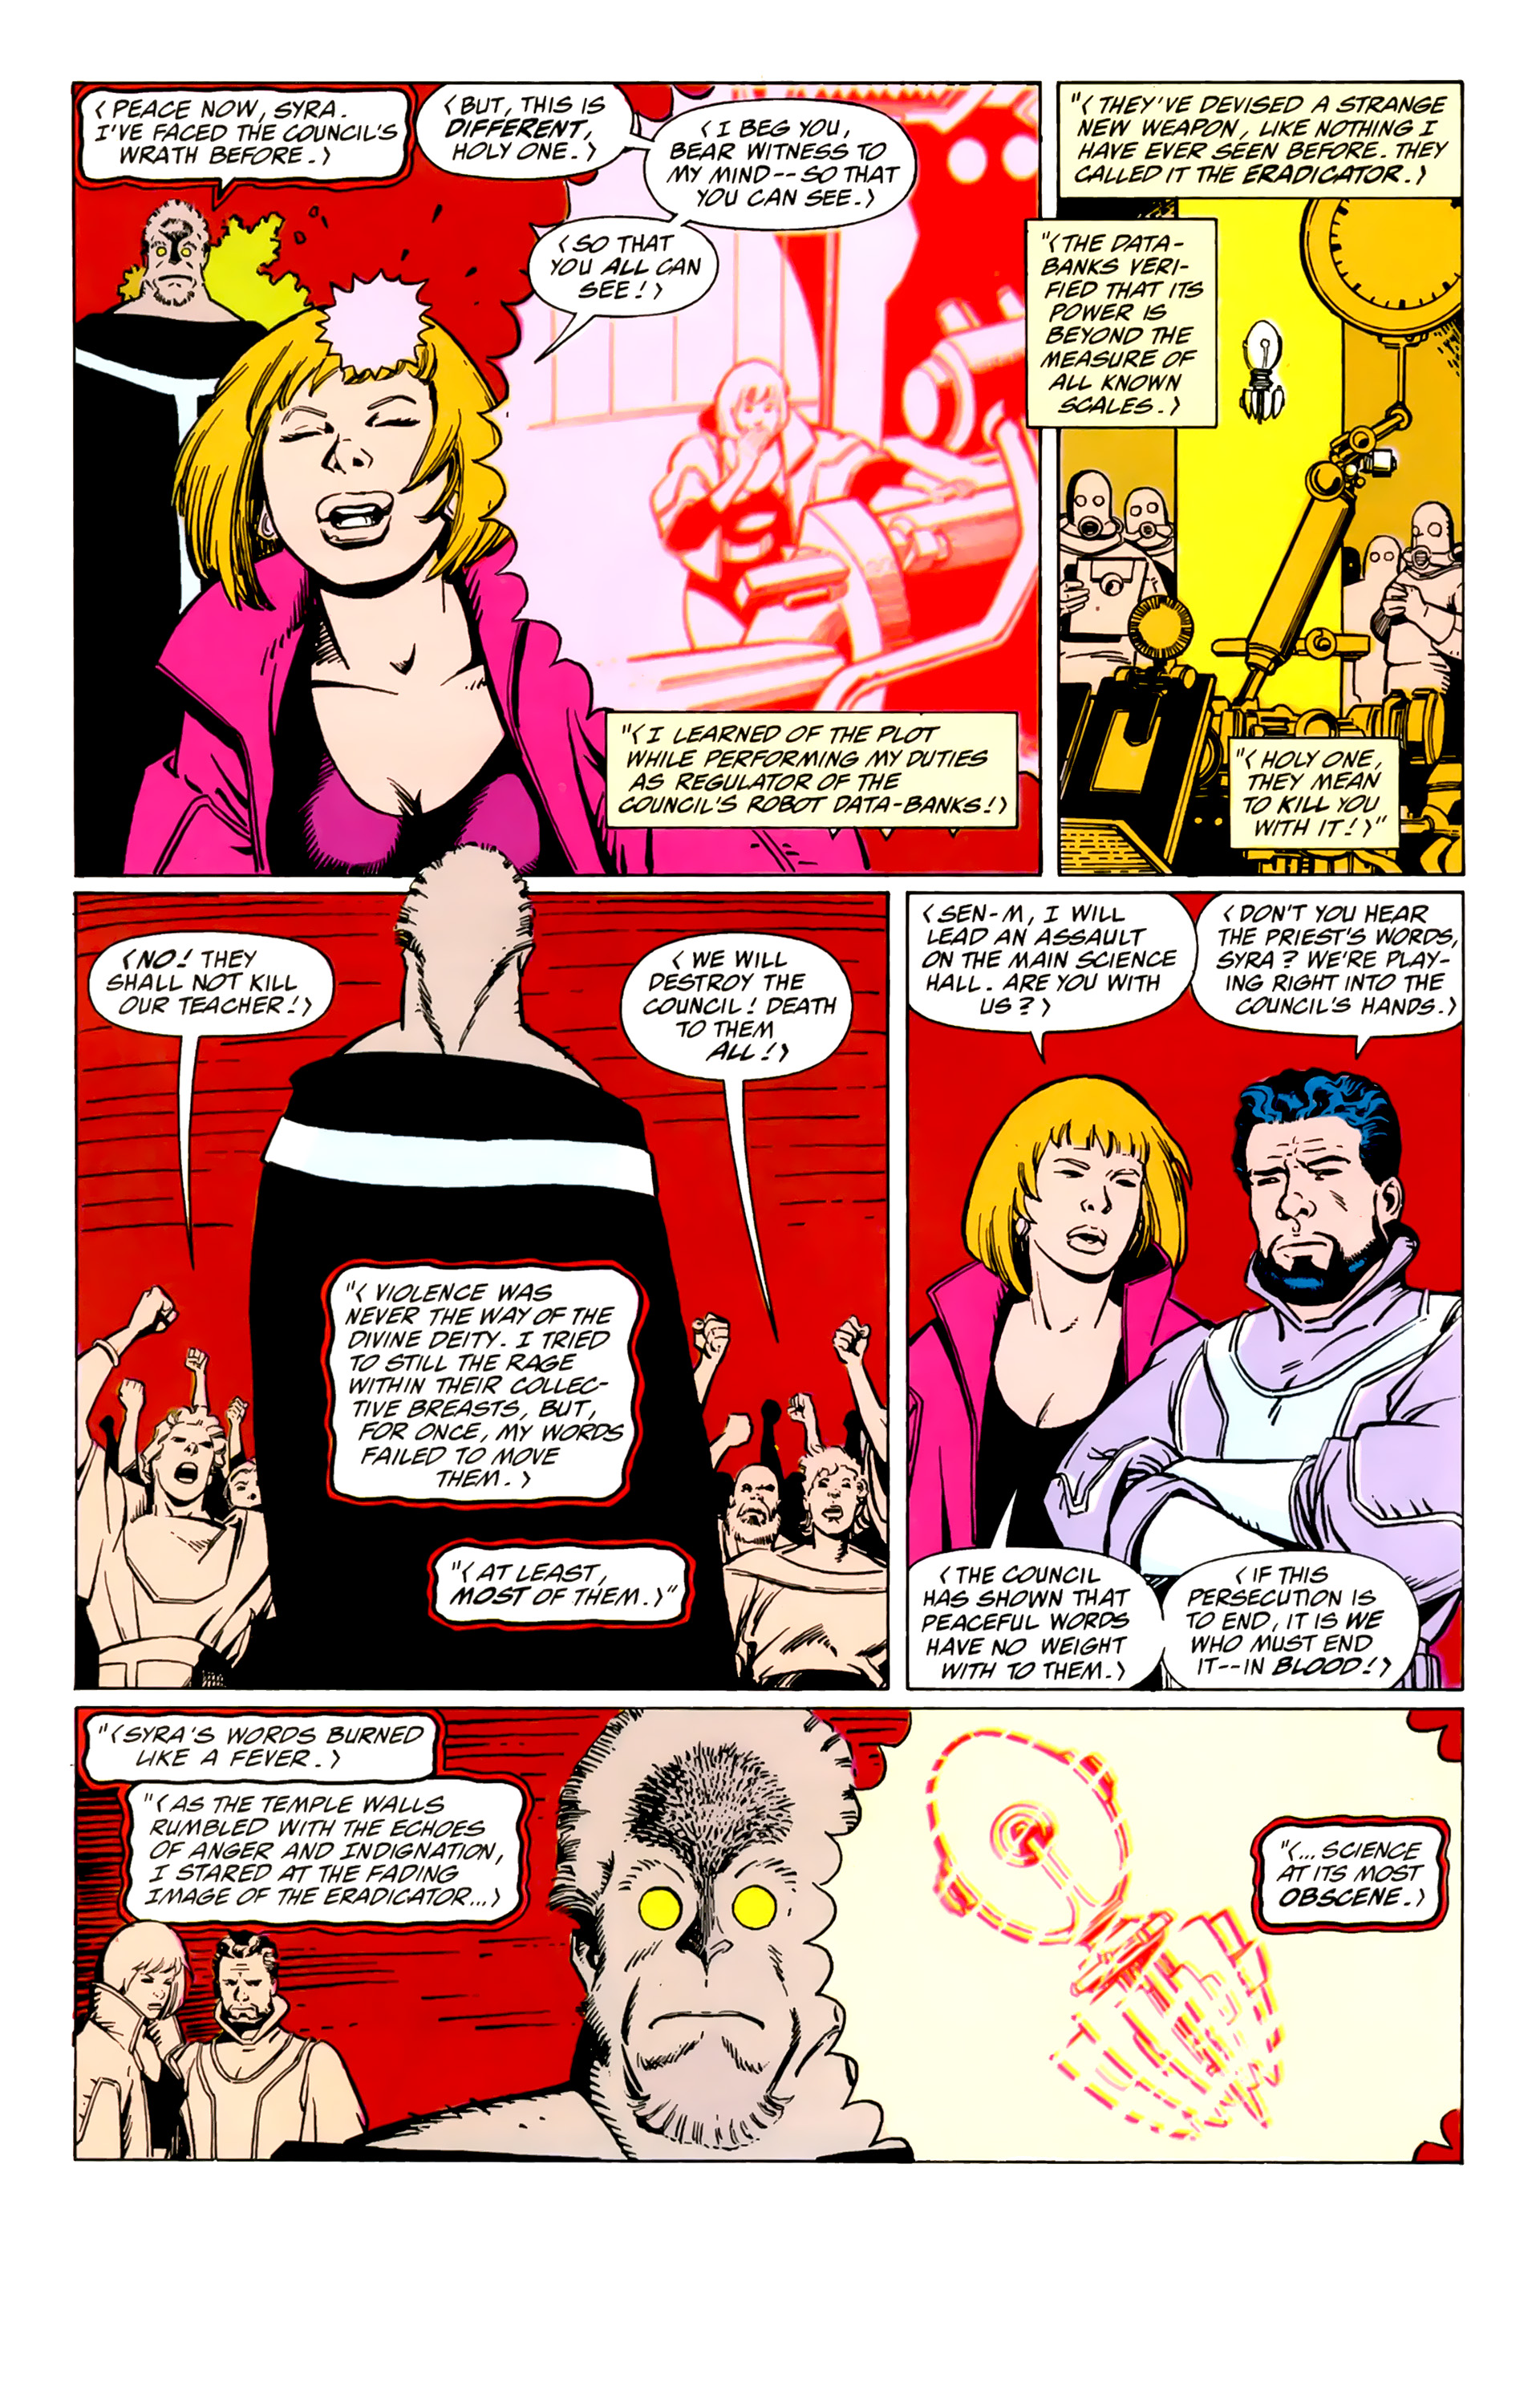 < PEACE NOW, SYRA.
I'VE FACED THE COUNCIL'S
WRATH BEFORE. >
< BUT, THIS IS
DIFFERENT,
HOLY ONE. >
< I BEG YOU,
BEAR WITNESS TO
MY MIND -- SO THAT
YOU CAN SEE. >
< SO THAT
YOU ALL CAN
SEE! >
"< I LEARNED OF THE PLOT
WHILE PERFORMING MY DUTIES
AS REGULATOR OF THE
COUNCIL'S ROBOT DATA-BANKS! >
"< THEY'VE DEVISED A STRANGE
NEW WEAPON, LIKE NOTHING I
HAVE EVER SEEN BEFORE. THEY
CALLED IT THE ERADICATOR. >
"< THE DATA-
BANKS VERI-
FIED THAT ITS
POWER IS
BEYOND THE
MEASURE OF
ALL KNOWN
SCALES. >
"< HOLY ONE,
THEY MEAN
TO KILL YOU
WITH IT! >"
< NO! THEY
SHALL NOT KILL
OUR TEACHER! >
< WE WILL
DESTROY THE
COUNCIL! DEATH
TO THEM
ALL! >
"< VIOLENCE WAS
NEVER THE WAY OF THE
DIVINE DEITY. I TRIED
TO STILL THE RAGE
WITHIN THEIR COLLEC-
TIVE BREASTS, BUT,
FOR ONCE, MY WORDS
FAILED TO MOVE
THEM. >
"< AT LEAST,
MOST OF THEM. >"
< SEN-M, I WILL
LEAD AN ASSAULT
ON THE MAIN SCIENCE
HALL. ARE YOU WITH
US? >
< DON'T YOU HEAR
THE PRIEST'S WORDS,
SYRA? WE'RE PLAY-
ING RIGHT INTO THE
COUNCIL'S HANDS. >
< THE COUNCIL
HAS SHOWN THAT
PEACEFUL WORDS
HAVE NO WEIGHT
WITH TO THEM. >
< IF THIS
PERSECUTION IS
TO END, IT IS WE
WHO MUST END
IT -- IN BLOOD! >
"< SYRA'S WORDS BURNED
LIKE A FEVER. >
"< AS THE TEMPLE WALLS
RUMBLED WITH THE ECHOES
OF ANGER AND INDIGNATION,
I STARED AT THE FADING
IMAGE OF THE ERADICATOR... >
"< ... SCIENCE
AT ITS MOST
OBSCENE. >